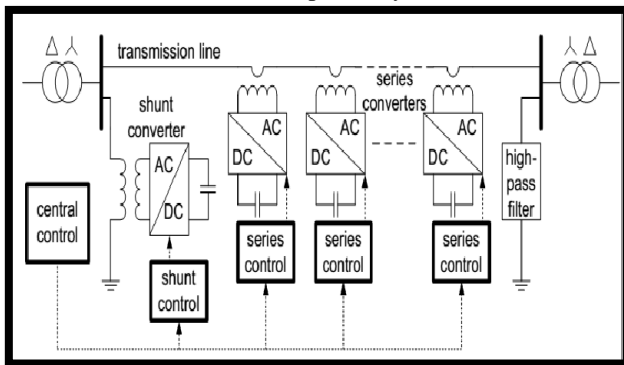 transmission line
series
converters
shunt
converter
AC
DC
AC
DC
AC
DC
AC
DC
high-
pass
filter
central
control
shunt
control
series
control
series
control
series
control